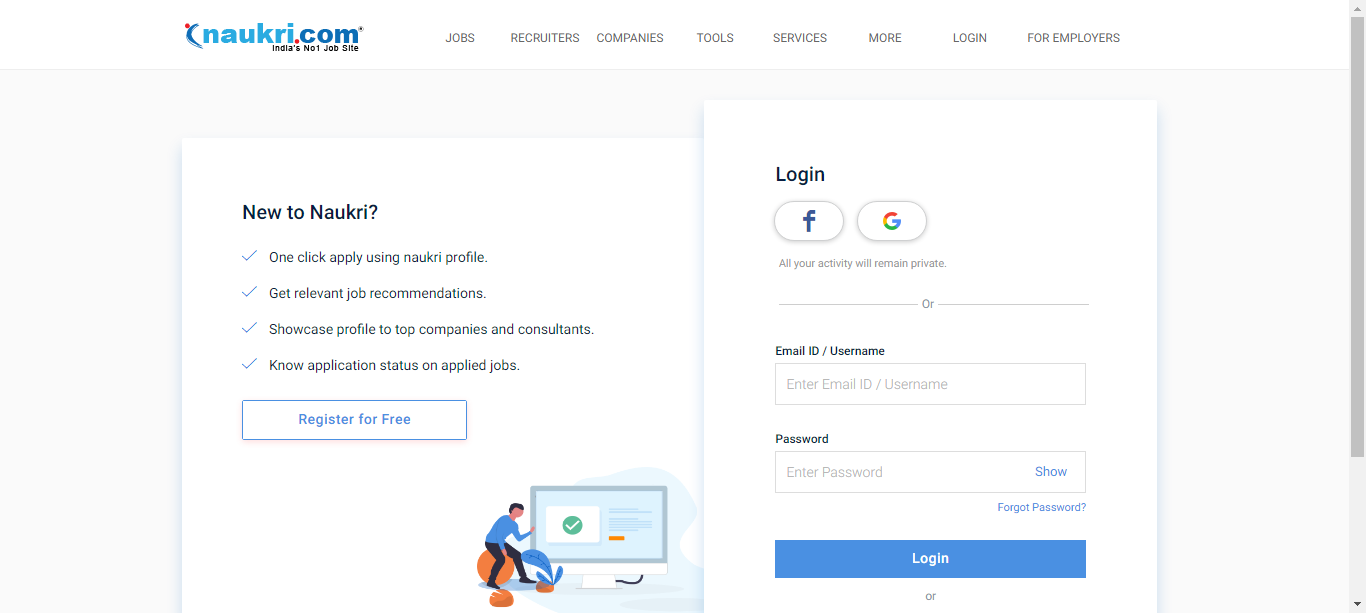 naukri.com
India's No1 Job Site
JOBS RECRUITERS COMPANIES TOOLS SERVICES MORE LOGIN FOR EMPLOYERS
New to Naukri?
One click apply using naukri profile.
Get relevant job recommendations.
Showcase profile to top companies and consultants.
Know application status on applied jobs.
Register for Free
Login
All your activity will remain private.
Or
Email ID / Username
Enter Email ID / Username
Password
Enter Password Show
Forgot Password?
Login
or